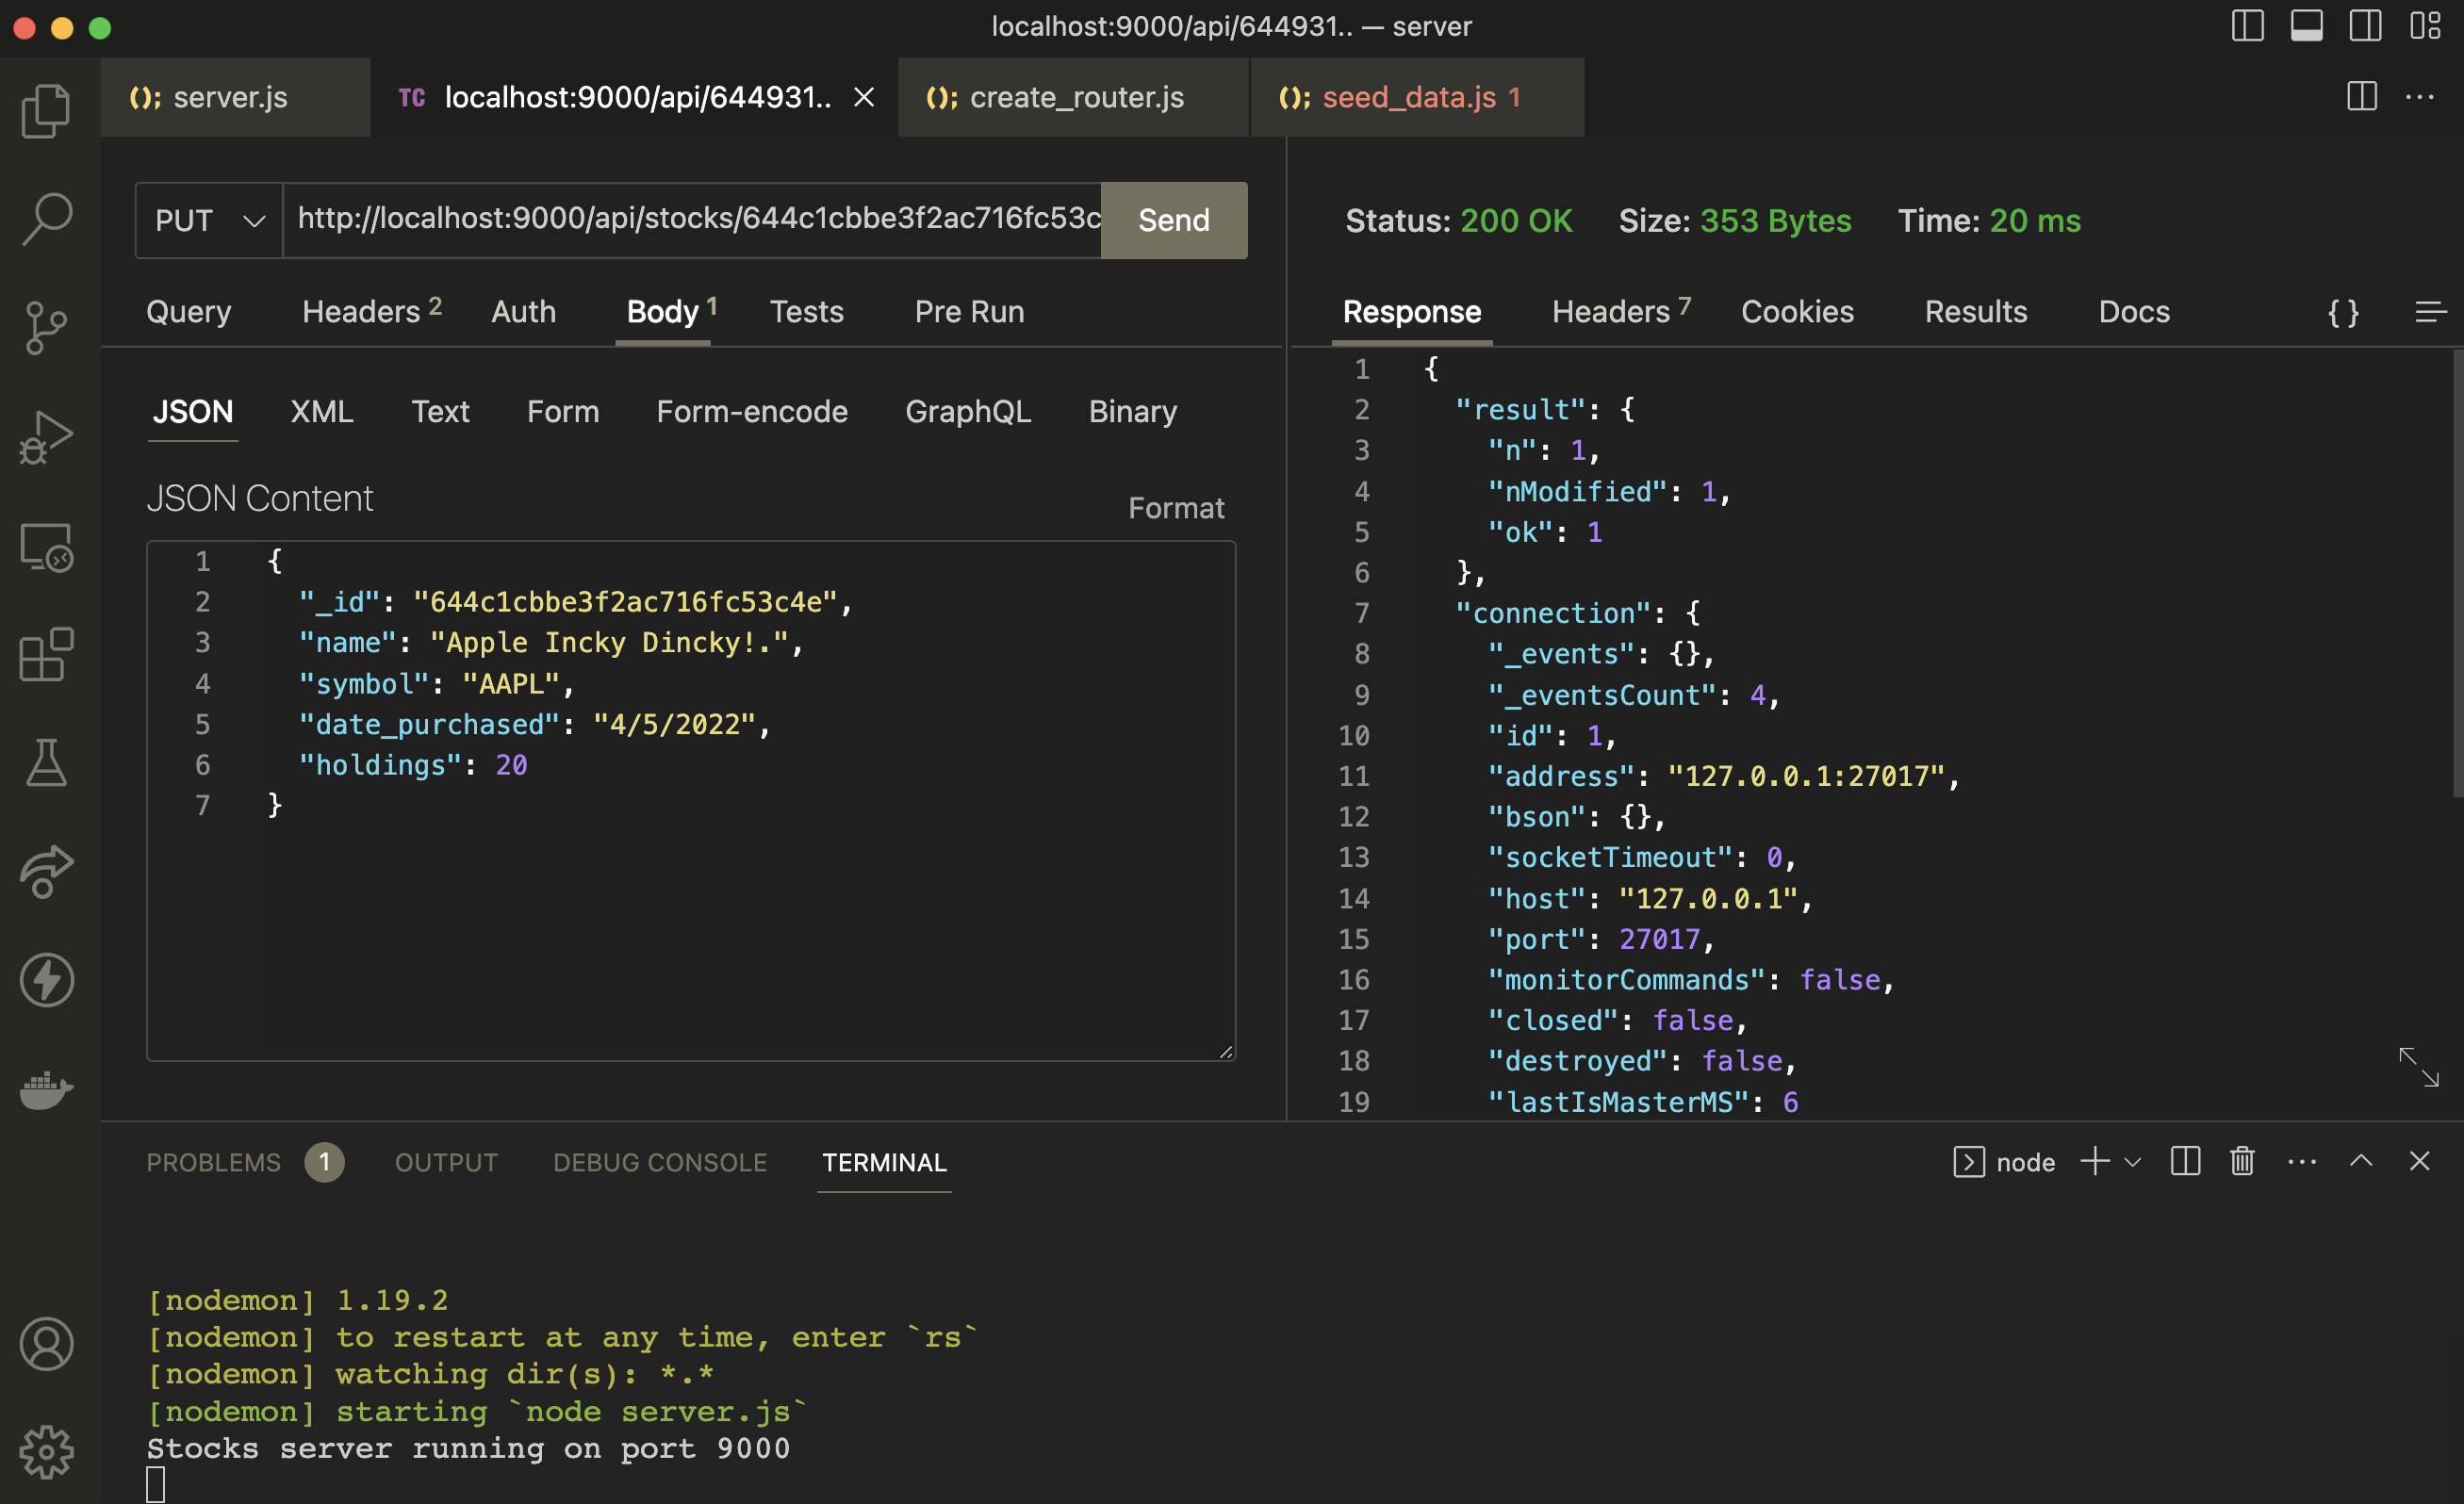 localhost:9000/api/644931.. — server
server.js
TC localhost:9000/api/644931..
create_router.js
seed_data.js 1
PUT http://localhost:9000/api/stocks/644c1cbbe3f2ac716fc53c Send
Status: 200 OK Size: 353 Bytes Time: 20 ms
Query Headers 2 Auth Body 1 Tests Pre Run
Response Headers 7 Cookies Results Docs { }
JSON XML Text Form Form-encode GraphQL Binary
JSON Content
Format
1 {
2 "_id": "644c1cbbe3f2ac716fc53c4e",
3 "name": "Apple Incky Dincky!.",
4 "symbol": "AAPL",
5 "date_purchased": "4/5/2022",
6 "holdings": 20
7 }
1 {
2 "result": {
3 "n": 1,
4 "nModified": 1,
5 "ok": 1
6 },
7 "connection": {
8 "_events": {},
9 "_eventsCount": 4,
10 "id": 1,
11 "address": "127.0.0.1:27017",
12 "bson": {},
13 "socketTimeout": 0,
14 "host": "127.0.0.1",
15 "port": 27017,
16 "monitorCommands": false,
17 "closed": false,
18 "destroyed": false,
19 "lastIsMasterMS": 6
PROBLEMS 1 OUTPUT DEBUG CONSOLE TERMINAL
node
[nodemon] 1.19.2
[nodemon] to restart at any time, enter `rs`
[nodemon] watching dir(s): *.*
[nodemon] starting `node server.js`
Stocks server running on port 9000